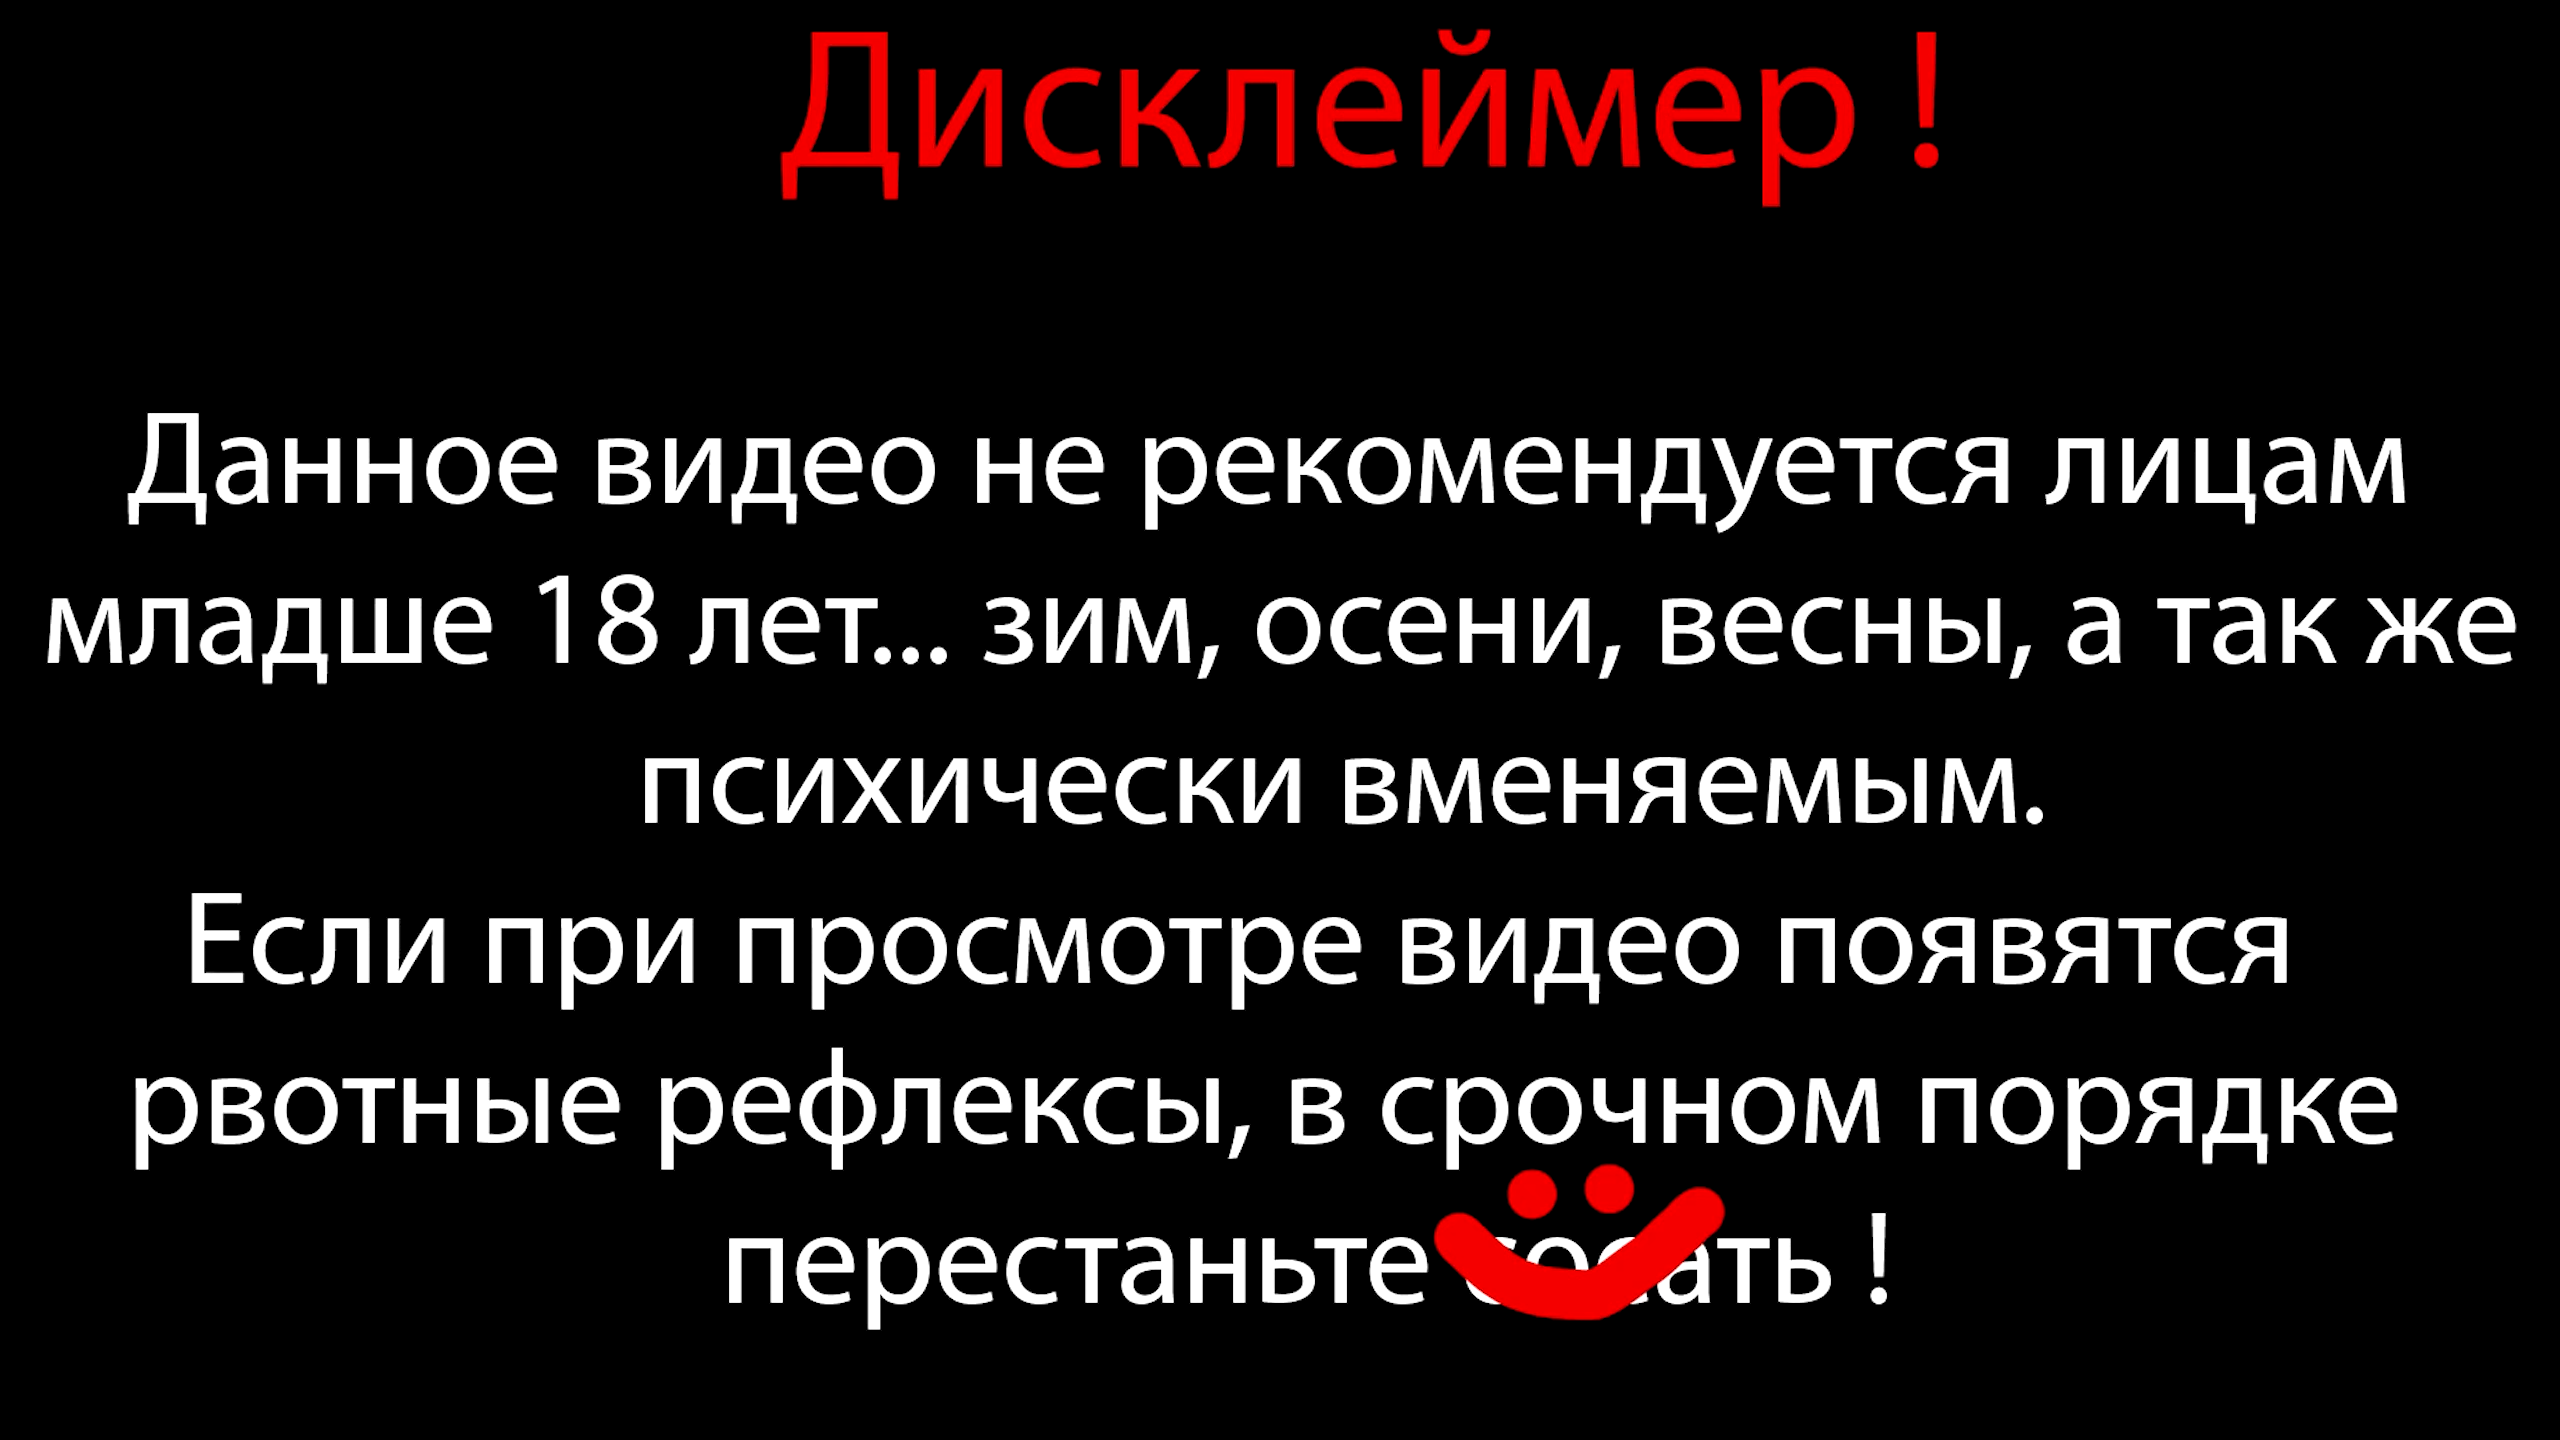 Дисклеймер !
Данное видео не рекомендуется лицам
младше 18 лет... зим, осени, весны, а так же
психически вменяемым.
Если при просмотре видео появятся
рвотные рефлексы, в срочном порядке
перестаньте сосать !